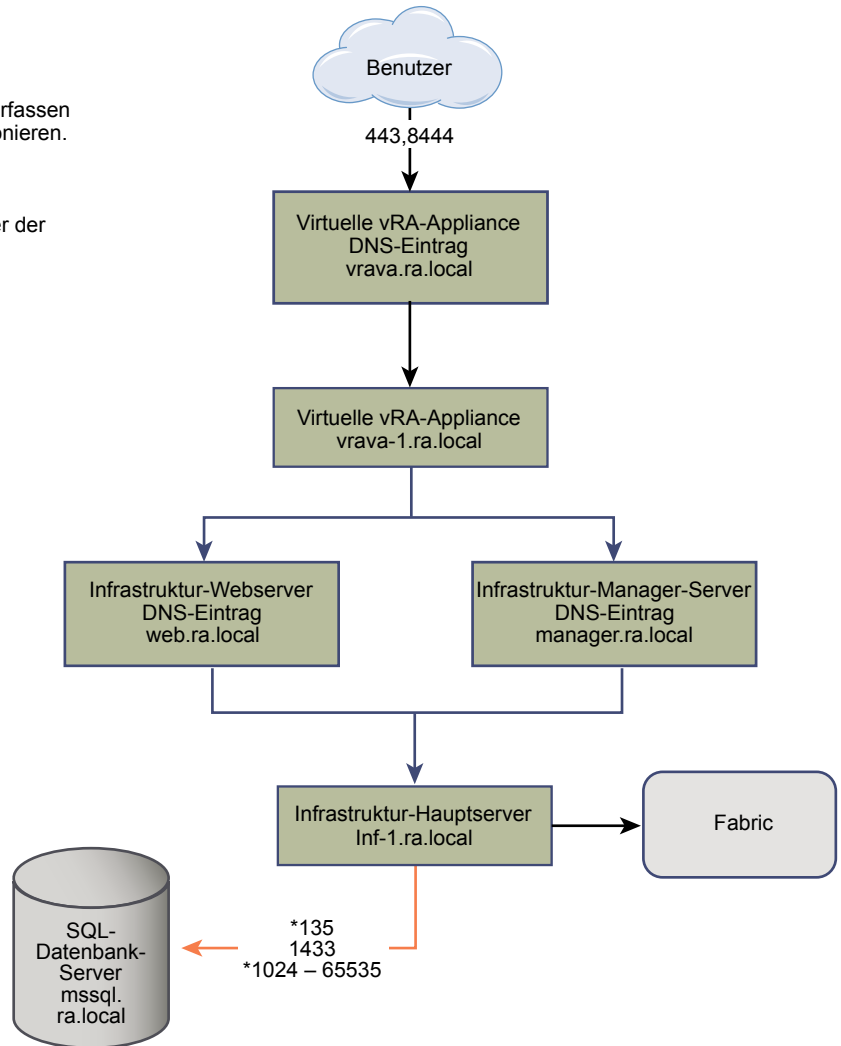 Benutzer
rfassen
nieren.
443,8444
er der
Virtuelle vRA-Appliance
DNS-Eintrag
vrava.ra.local
Virtuelle vRA-Appliance
vrava-1.ra.local
Infrastruktur-Webserver
DNS-Eintrag
web.ra.local
Infrastruktur-Manager-Server
DNS-Eintrag
manager.ra.local
Infrastruktur-Hauptserver
Inf-1.ra.local
Fabric
*135
1433
*1024 – 65535
SQL-
Datenbank-
Server
mssql.
ra.local